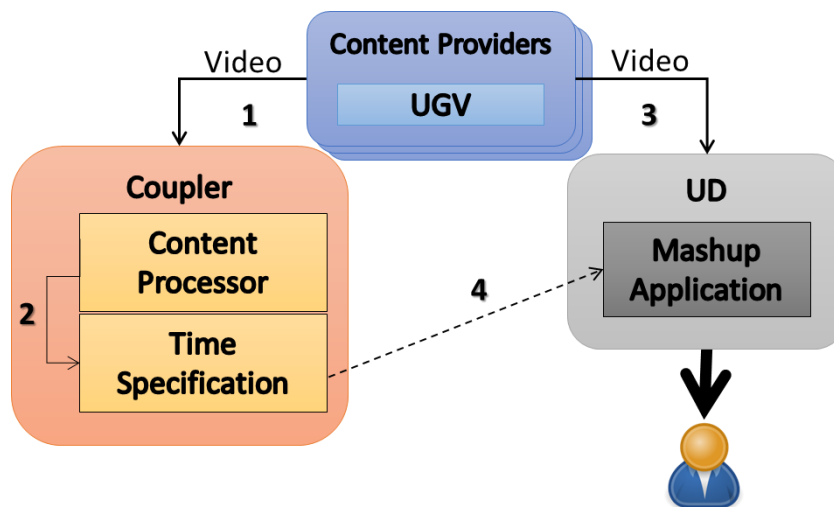 Content Providers
Video
Video
UGV
1
3
Coupler
UD
Content
Processor
Mashup
Application
2
4
Time
Specification